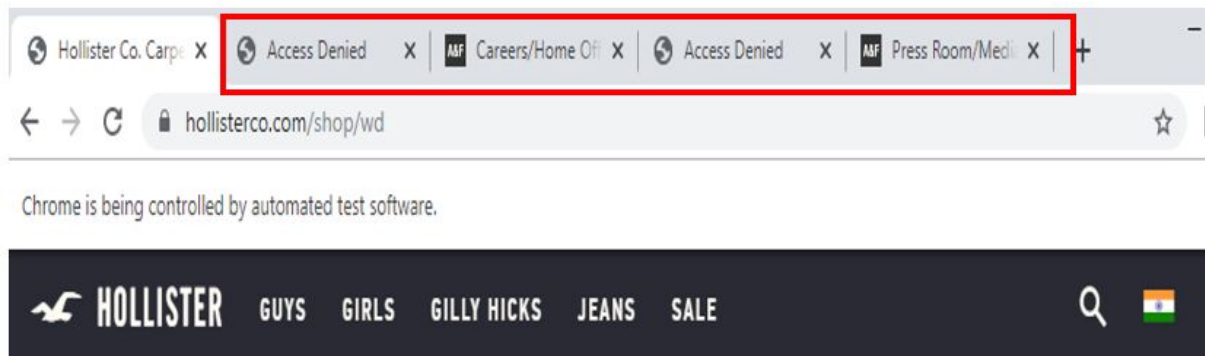 Hollister Co. Carpe
Access Denied
A&F Careers/Home Off
Access Denied
A&F Press Room/Medi
hollisterco.com/shop/wd
Chrome is being controlled by automated test software.
HOLLISTER GUYS GIRLS GILLY HICKS JEANS SALE